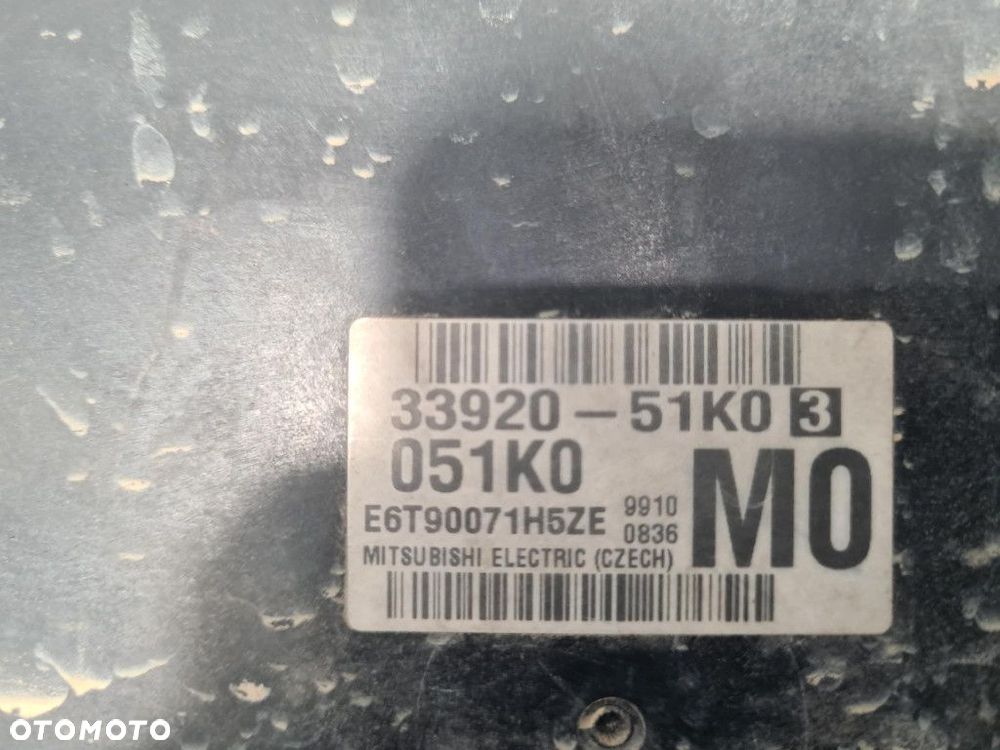 33920-51K0 3
051K0
M0
E6T90071H5ZE
9910
0836
MITSUBISHI ELECTRIC (CZECH)
OTOMOTO